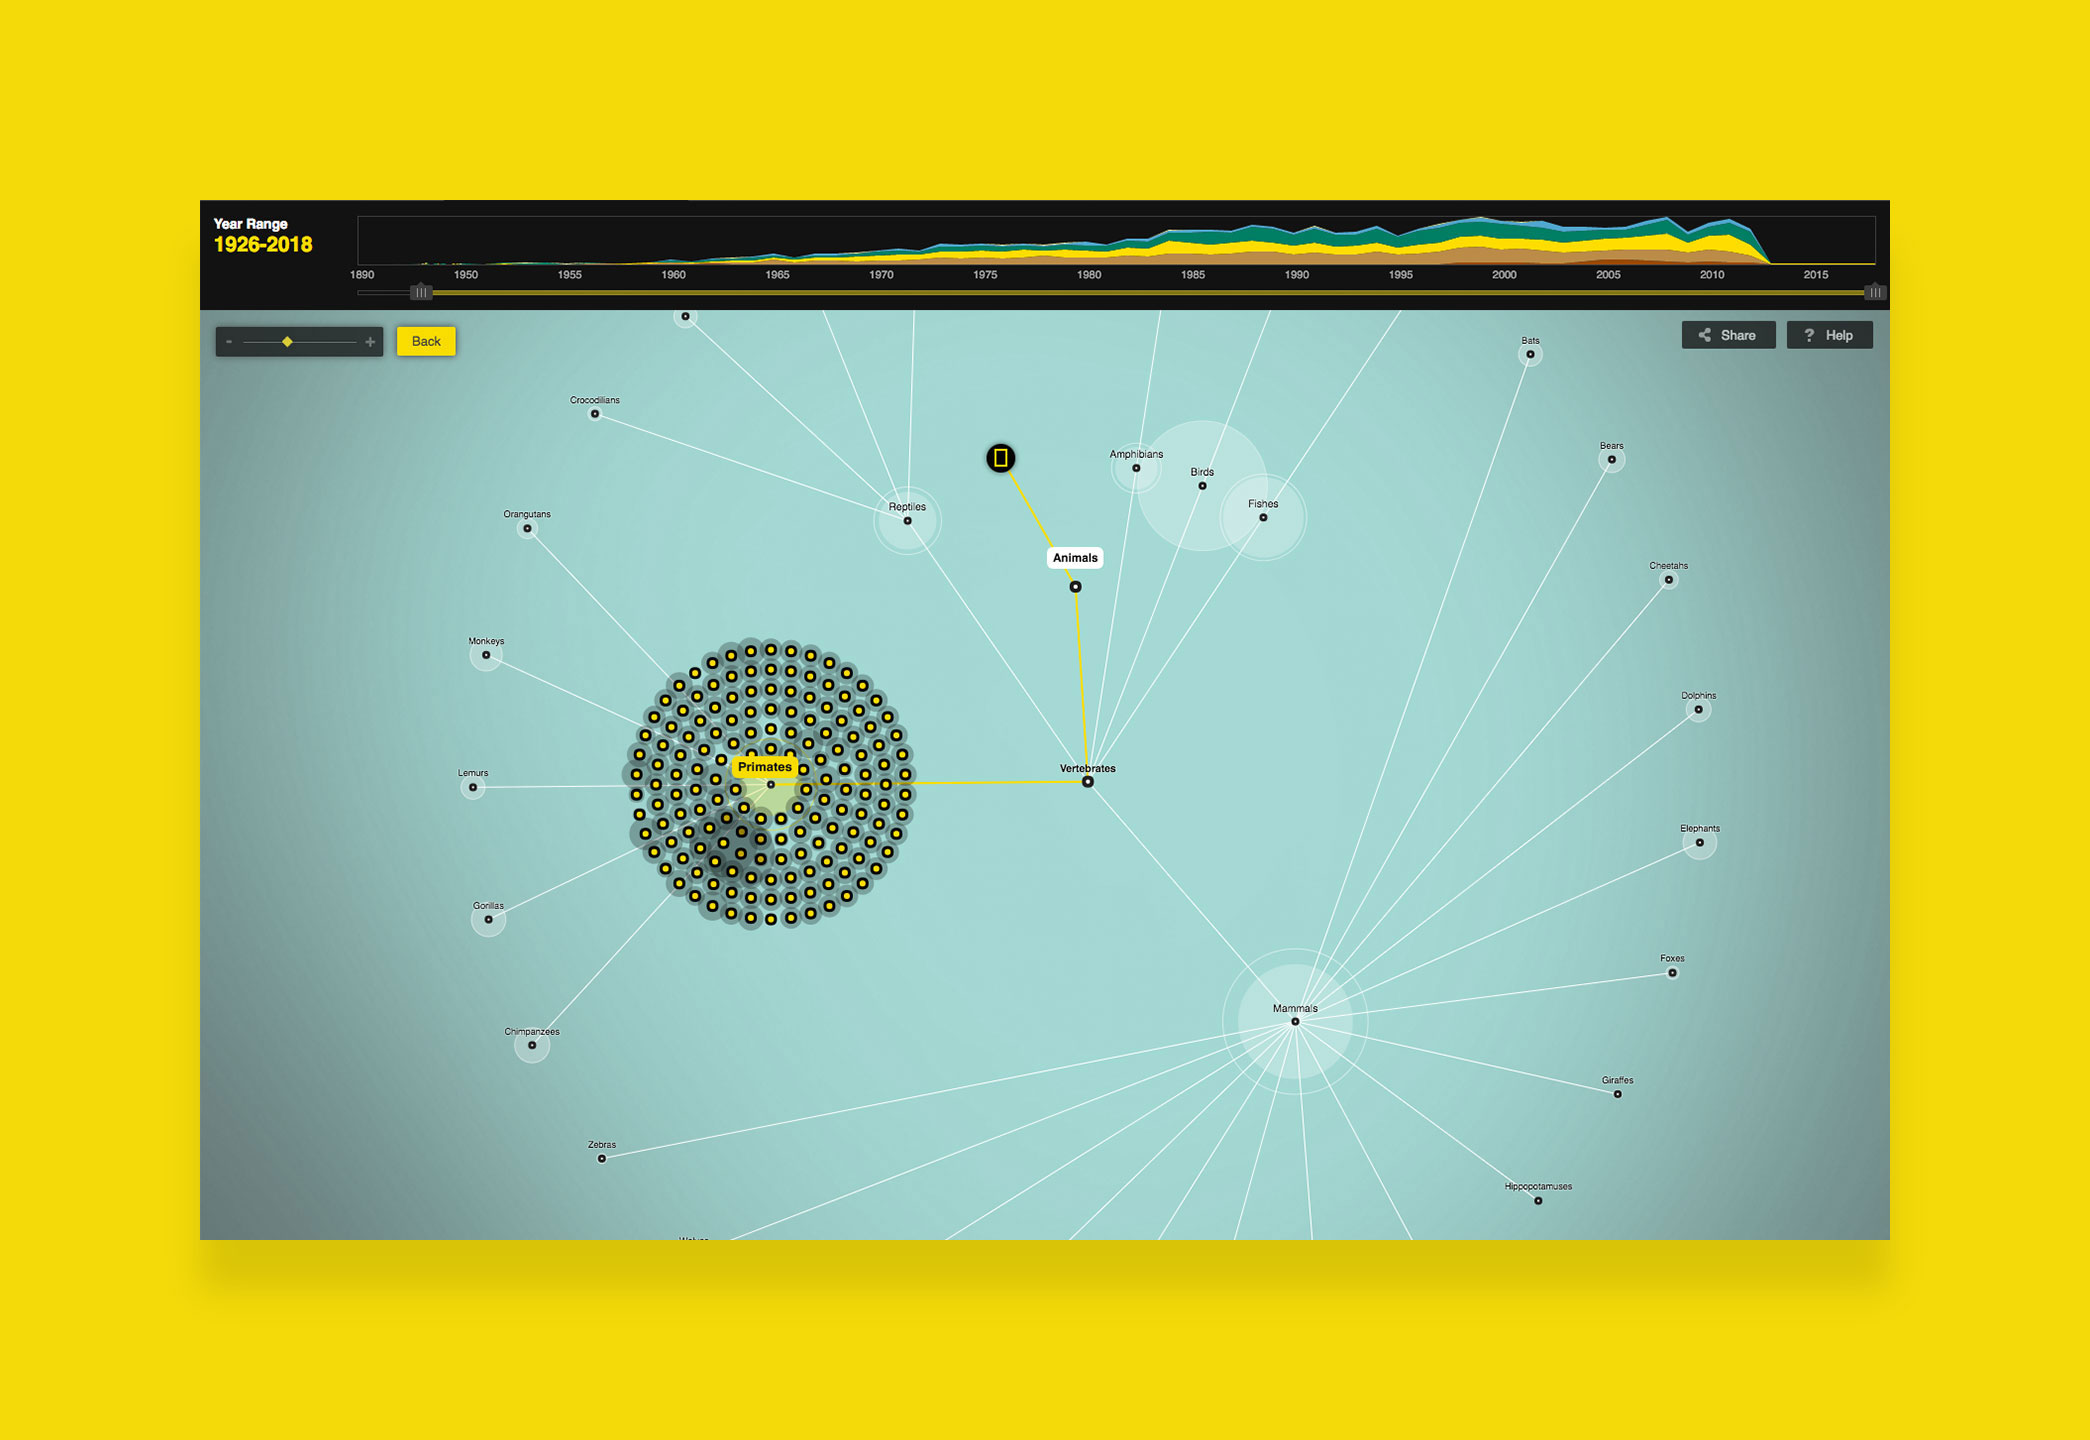 Year Range
1926-2018
1890 1950 1955 1960 1965 1970 1975 1980 1985 1990 1995 2000 2005 2010 2015
- +
Back
Share
? Help
Bats
Crocodilians
Bears
Amphibians
Birds
Reptiles
Fishes
Orangutans
Animals
Cheetahs
Monkeys
Dolphins
Primates
Vertebrates
Lemurs
Elephants
Gorillas
Foxes
Mammals
Chimpanzees
Giraffes
Zebras
Hippopotamuses